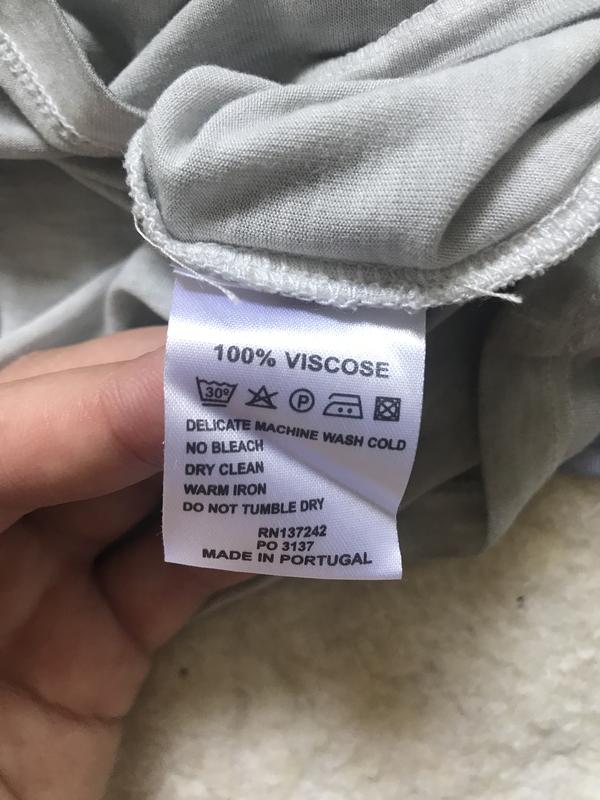 100% VISCOSE
30° P
DELICATE MACHINE WASH COLD
NO BLEACH
DRY CLEAN
WARM IRON
DO NOT TUMBLE DRY
RN137242
PO 3137
MADE IN PORTUGAL